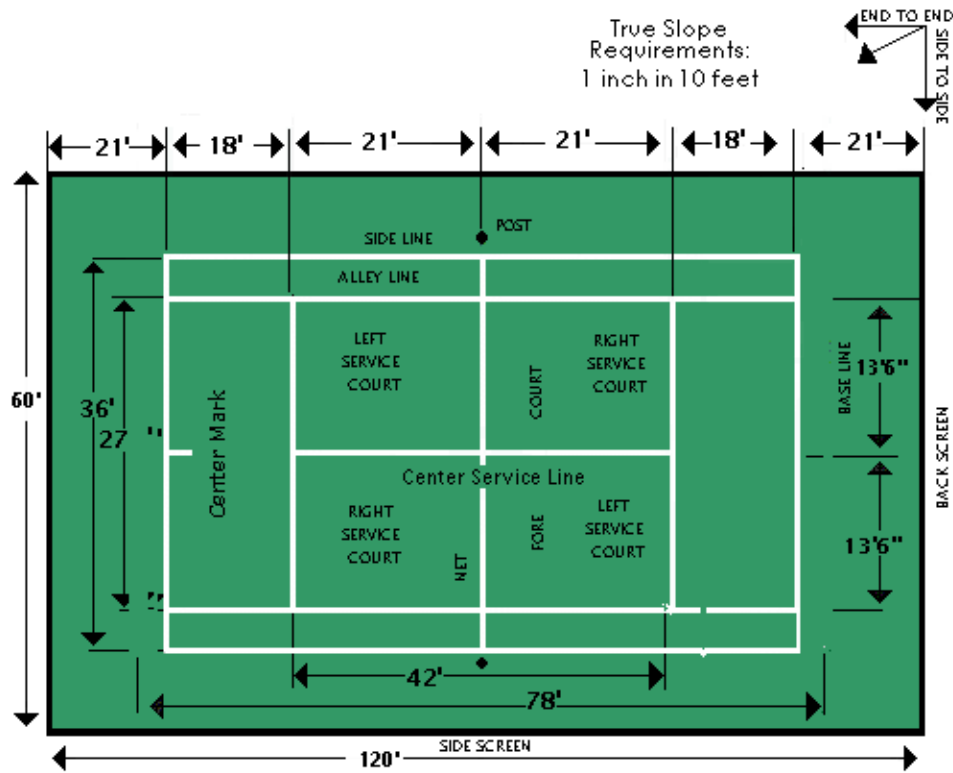 END TO END
True Slope
Requirements:
1 inch in 10 feet
SIDE TO SIDE
21'
18'
21'
21'
18'
21'
POST
SIDE LINE
ALLEY LINE
LEFT
SERVICE
COURT
RIGHT
SERVICE
COURT
COURT
BASE LINE
13'6"
60'
36'
27
"
Center Mark
Center Service Line
BACK SCREEN
RIGHT
SERVICE
COURT
NET
FORE
LEFT
SERVICE
COURT
13'6"
42'
78'
SIDE SCREEN
120'